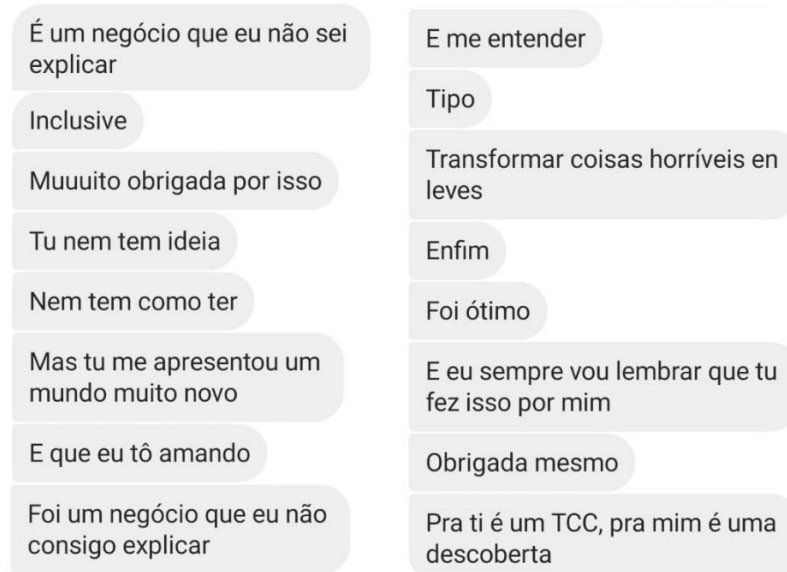 É um negócio que eu não sei
explicar
Inclusive
Muuuito obrigada por isso
Tu nem tem ideia
Nem tem como ter
Mas tu me apresentou um
mundo muito novo
E que eu tô amando
Foi um negócio que eu não
consigo explicar
E me entender
Tipo
Transformar coisas horríveis en
leves
Enfim
Foi ótimo
E eu sempre vou lembrar que tu
fez isso por mim
Obrigada mesmo
Pra ti é um TCC, pra mim é uma
descoberta